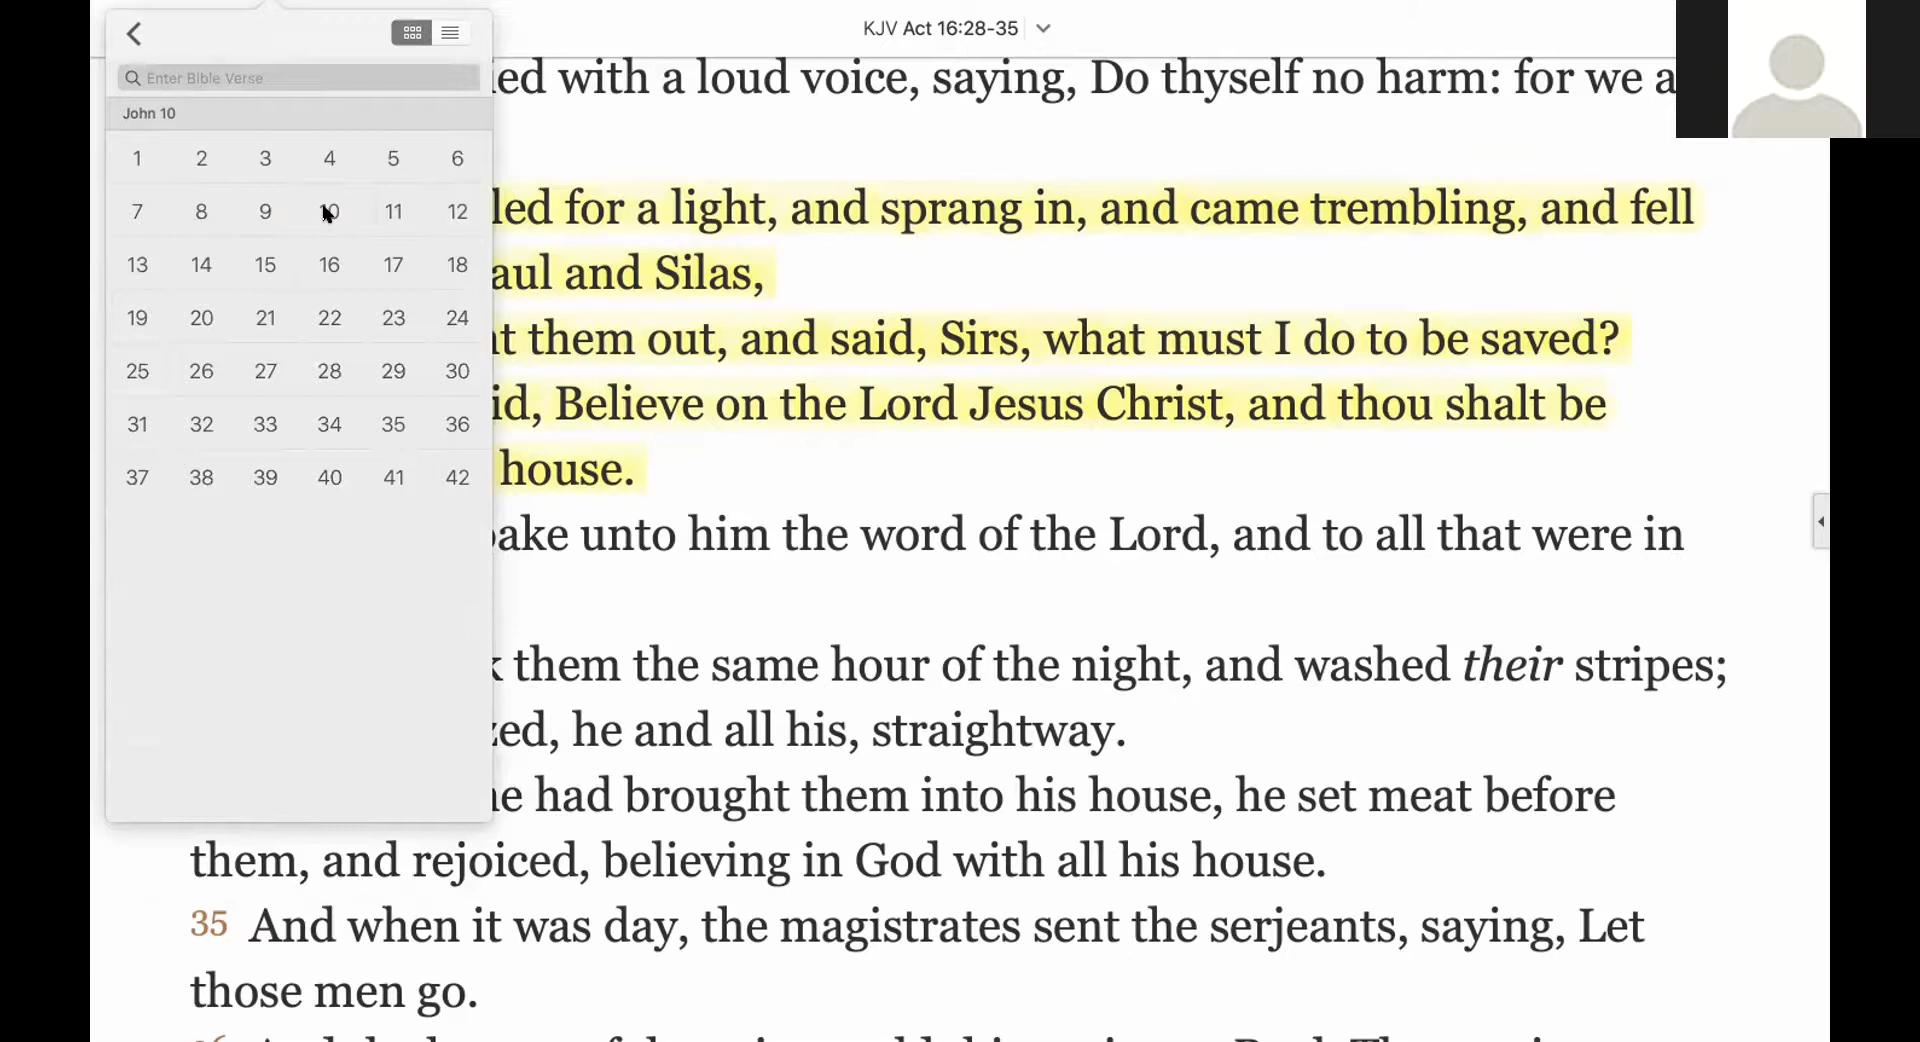 KJV Act 16:28-35
Enter Bible Verse
John 10
1 2 3 4 5 6
7 8 9 10 11 12
13 14 15 16 17 18
19 20 21 22 23 24
25 26 27 28 29 30
31 32 33 34 35 36
37 38 39 40 41 42
with a loud voice, saying, Do thyself no harm: for we
for a light, and sprang in, and came trembling, and fell
and Silas,
them out, and said, Sirs, what must I do to be saved?
Believe on the Lord Jesus Christ, and thou shalt be
house.
unto him the word of the Lord, and to all that were in
them the same hour of the night, and washed their stripes;
he and all his, straightway.
had brought them into his house, he set meat before
them, and rejoiced, believing in God with all his house.
35 And when it was day, the magistrates sent the serjeants, saying, Let
those men go.